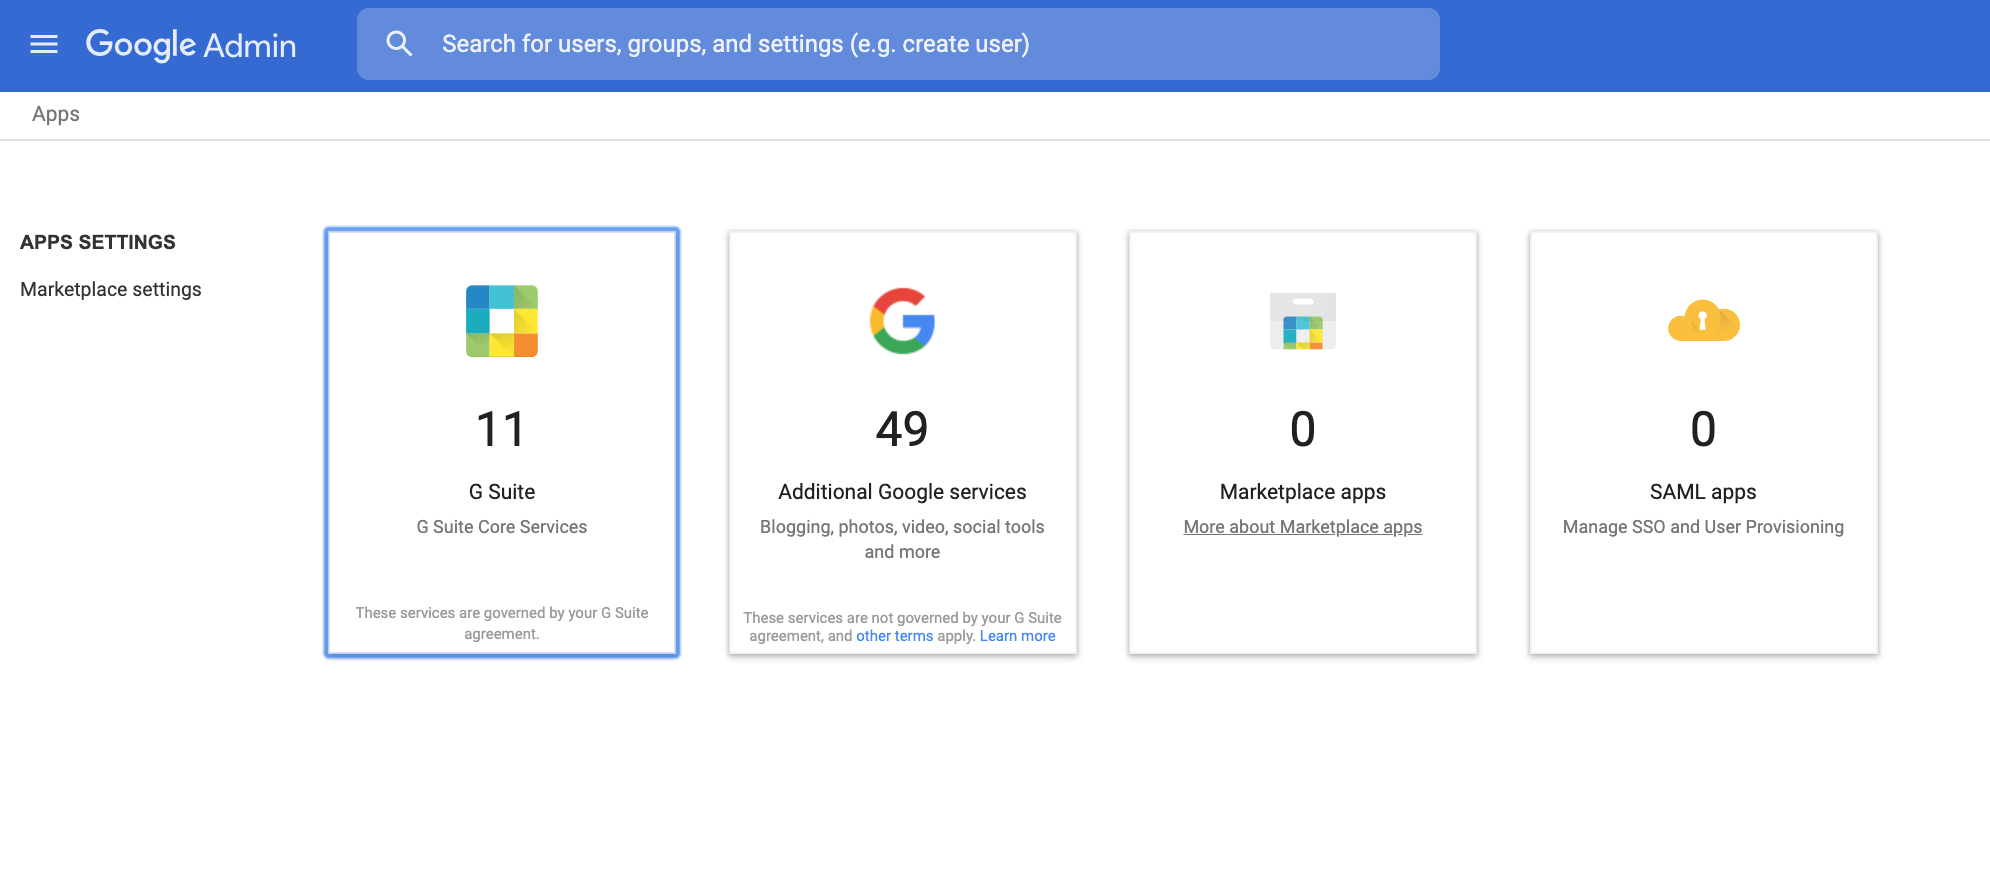 Google Admin
Search for users, groups, and settings (e.g. create user)
Apps
APPS SETTINGS
Marketplace settings
11
G Suite
G Suite Core Services
These services are governed by your G Suite
agreement.
49
Additional Google services
Blogging, photos, video, social tools
and more
These services are not governed by your G Suite
agreement, and other terms apply. Learn more
0
Marketplace apps
More about Marketplace apps
0
SAML apps
Manage SSO and User Provisioning